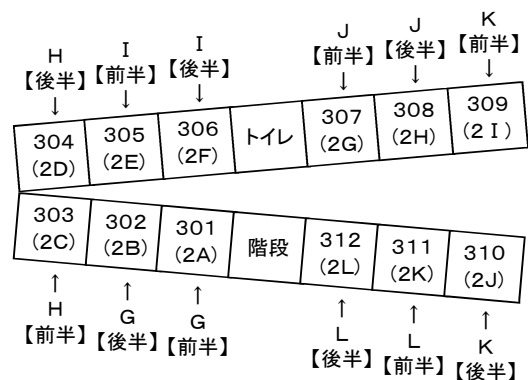 H
【後半】
↓
I
【前半】
↓
I
【後半】
↓
J
【前半】
↓
J
【後半】
↓
K
【前半】
↓
304
(2D)
305
(2E)
306
(2F)
トイレ
307
(2G)
308
(2H)
309
(2I)
303
(2C)
302
(2B)
301
(2A)
階段
312
(2L)
311
(2K)
310
(2J)
↑
H
【前半】
↑
G
【後半】
↑
G
【前半】
↑
L
【後半】
↑
L
【前半】
↑
K
【後半】